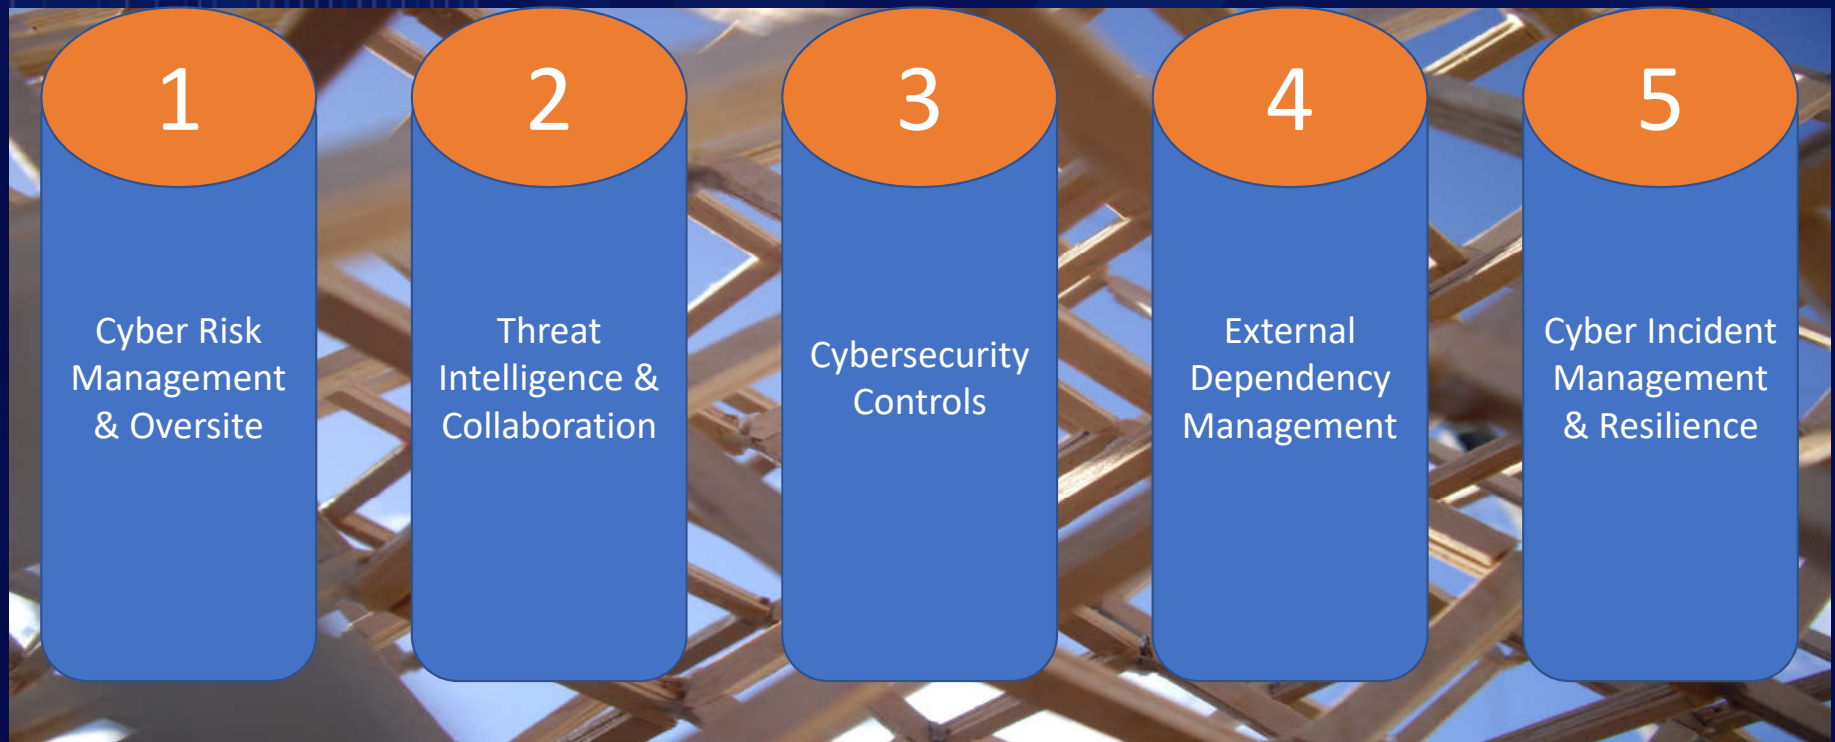 1
Cyber Risk
Management
& Oversite
2
Threat
Intelligence &
Collaboration
3
Cybersecurity
Controls
4
External
Dependency
Management
5
Cyber Incident
Management
& Resilience